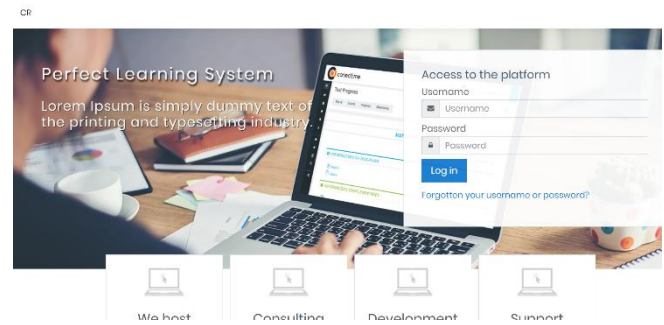 CR
Perfect Learning System
Lorem Ipsum is simply dummy text of
the printing and typesetting industry.
conectime
Access to the platform
Username
Username
Password
Password
Log in
Forgotten your username or password?
We host
Consulting
Development
Support